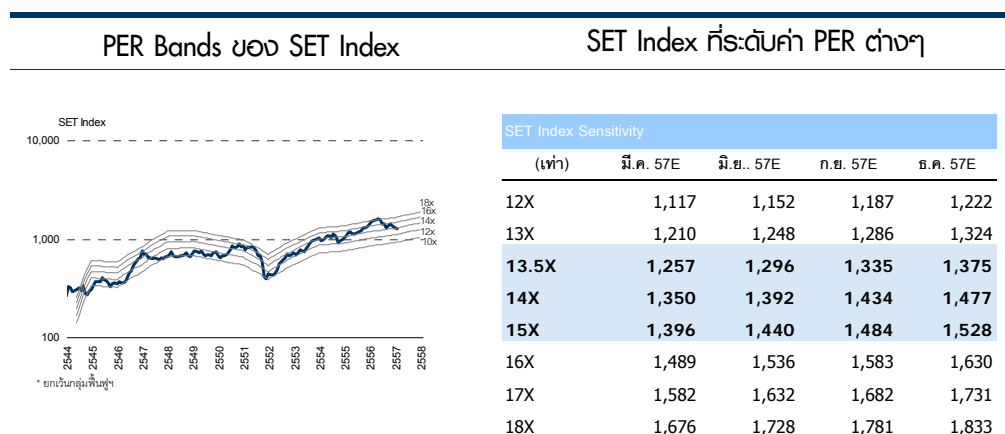 PER Bands ของ SET Index
SET Index ที่ระดับค่า PER ต่างๆ
SET Index
10,000
1,000
100
18x
16x
14x
12x
10x
2544
2545
2546
2547
2548
2549
2550
2551
2552
2553
2554
2555
2556
2557
2558
* ยกเว้นกลุ่มฟื้นฟูฯ
SET Index Sensitivity
(เท่า) มี.ค. 57E มิ.ย.. 57E ก.ย. 57E ธ.ค. 57E
12X 1,117 1,152 1,187 1,222
13X 1,210 1,248 1,286 1,324
13.5X 1,257 1,296 1,335 1,375
14X 1,350 1,392 1,434 1,477
15X 1,396 1,440 1,484 1,528
16X 1,489 1,536 1,583 1,630
17X 1,582 1,632 1,682 1,731
18X 1,676 1,728 1,781 1,833